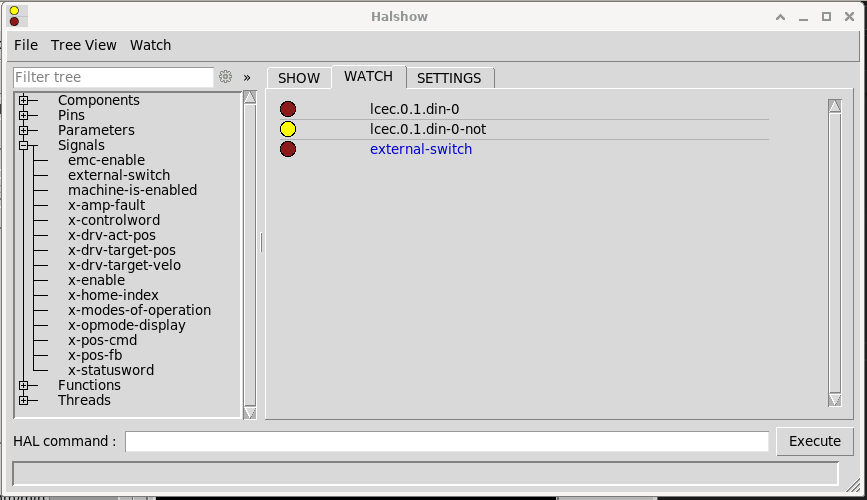 Halshow
File Tree View Watch
Filter tree »
SHOW WATCH SETTINGS
Components
Pins
Parameters
Signals
emc-enable
external-switch
machine-is-enabled
x-amp-fault
x-controlword
x-drv-act-pos
x-drv-target-pos
x-drv-target-velo
x-enable
x-home-index
x-modes-of-operation
x-opmode-display
x-pos-cmd
x-pos-fb
x-statusword
Functions
Threads
lcec.0.1.din-0
lcec.0.1.din-0-not
external-switch
HAL command :
Execute